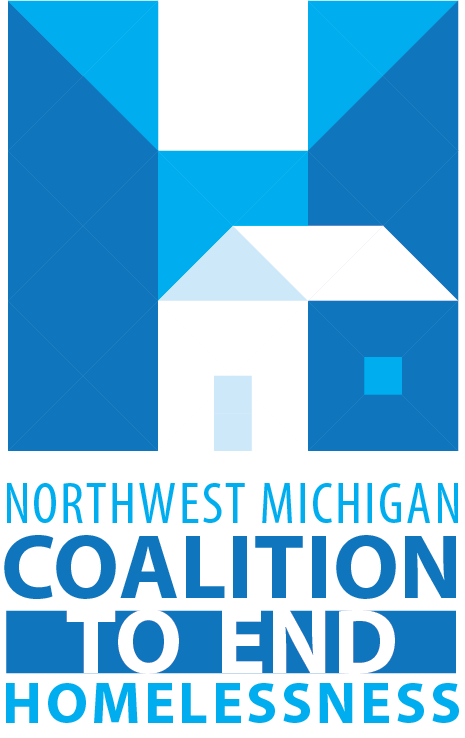 NORTHWEST MICHIGAN
COALITION
TO END
HOMELESSNESS